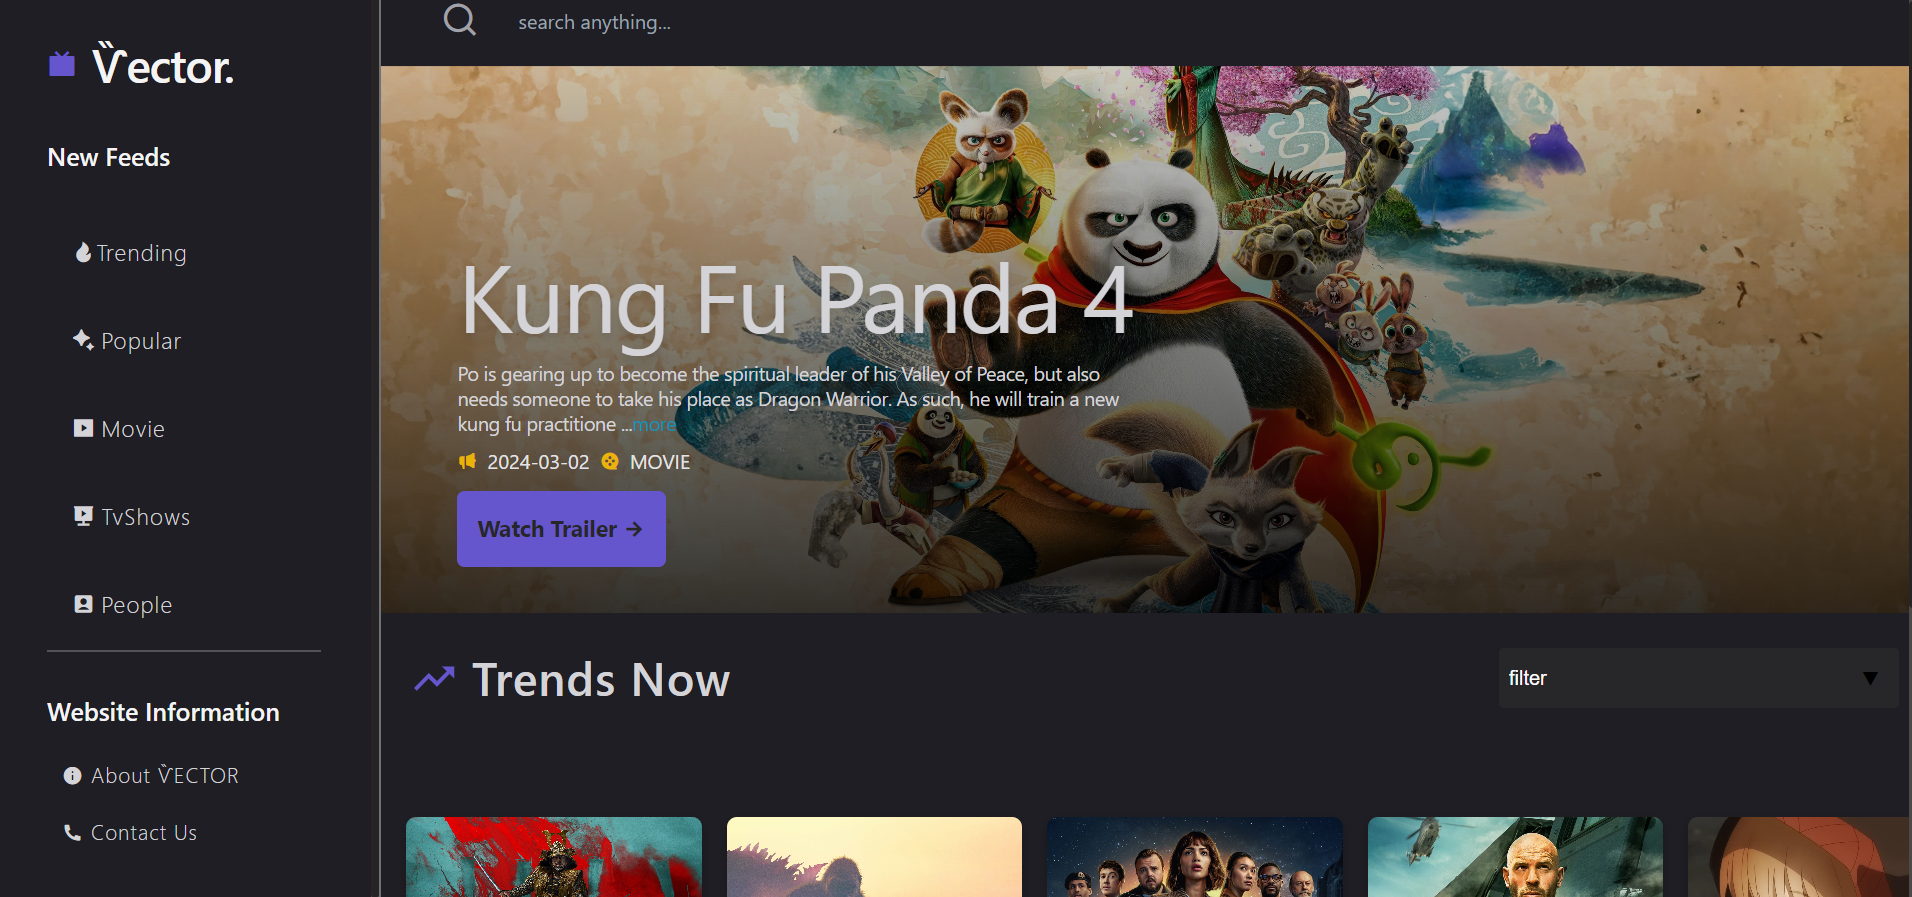 Ѷector.
New Feeds
Trending
Popular
Movie
TvShows
People
Website Information
About ѶECTOR
Contact Us
search anything...
Kung Fu Panda 4
Po is gearing up to become the spiritual leader of his Valley of Peace, but also
needs someone to take his place as Dragon Warrior. As such, he will train a new
kung fu practitione ...more
2024-03-02 MOVIE
Watch Trailer →
Trends Now
filter